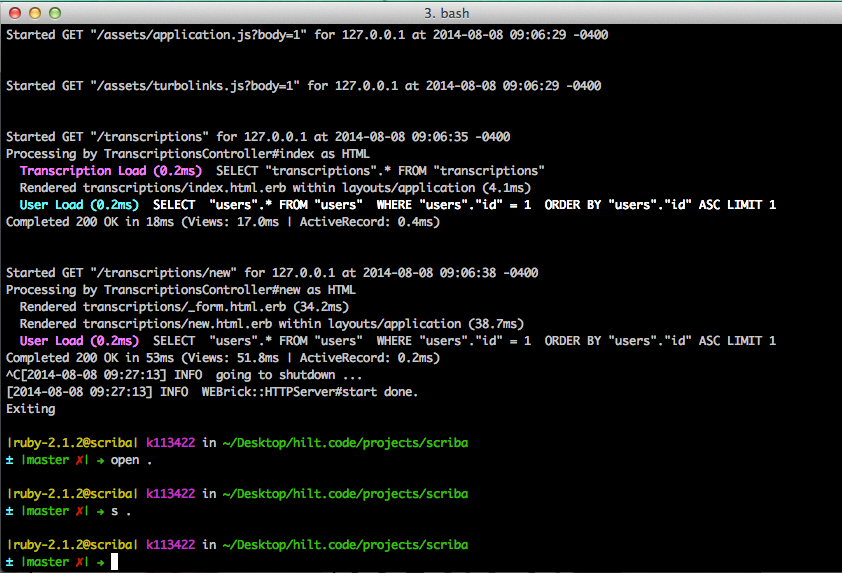 3. bash
Started GET "/assets/application.js?body=1" for 127.0.0.1 at 2014-08-08 09:06:29 -0400
Started GET "/assets/turbolinks.js?body=1" for 127.0.0.1 at 2014-08-08 09:06:29 -0400
Started GET "/transcriptions" for 127.0.0.1 at 2014-08-08 09:06:35 -0400
Processing by TranscriptionsController#index as HTML
  Transcription Load (0.2ms)  SELECT "transcriptions".* FROM "transcriptions"
  Rendered transcriptions/index.html.erb within layouts/application (4.1ms)
  User Load (0.2ms)  SELECT  "users".* FROM "users"  WHERE "users"."id" = 1  ORDER BY "users"."id" ASC LIMIT 1
Completed 200 OK in 18ms (Views: 17.0ms | ActiveRecord: 0.4ms)
Started GET "/transcriptions/new" for 127.0.0.1 at 2014-08-08 09:06:38 -0400
Processing by TranscriptionsController#new as HTML
  Rendered transcriptions/_form.html.erb (34.2ms)
  Rendered transcriptions/new.html.erb within layouts/application (38.7ms)
  User Load (0.2ms)  SELECT  "users".* FROM "users"  WHERE "users"."id" = 1  ORDER BY "users"."id" ASC LIMIT 1
Completed 200 OK in 53ms (Views: 51.8ms | ActiveRecord: 0.2ms)
^C[2014-08-08 09:27:13] INFO  going to shutdown ...
[2014-08-08 09:27:13] INFO  WEBrick::HTTPServer#start done.
Exiting
|ruby-2.1.2@scriba| k113422 in ~/Desktop/hilt.code/projects/scriba
± |master ✗| → open .
|ruby-2.1.2@scriba| k113422 in ~/Desktop/hilt.code/projects/scriba
± |master ✗| → s .
|ruby-2.1.2@scriba| k113422 in ~/Desktop/hilt.code/projects/scriba
± |master ✗| →